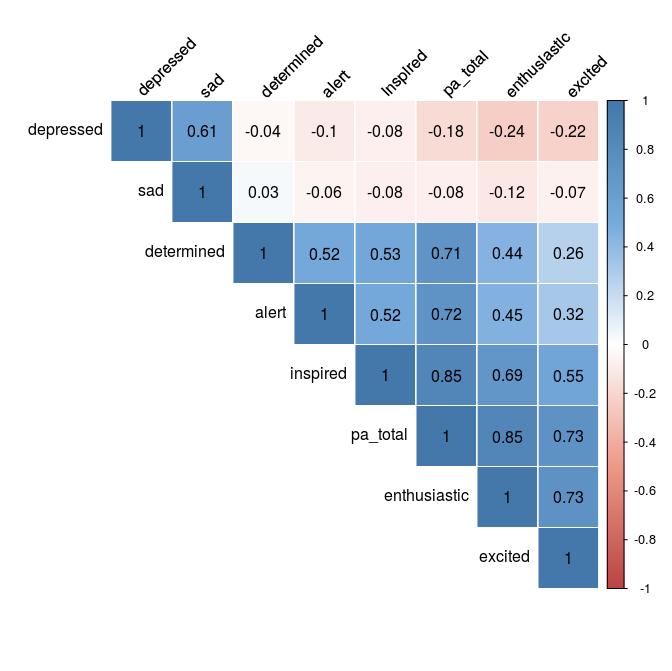 depressed
sad
determined
alert
inspired
pa_total
enthusiastic
excited
depressed 1 0.61 -0.04 -0.1 -0.08 -0.18 -0.24 -0.22
sad 1 0.03 -0.06 -0.08 -0.08 -0.12 -0.07
determined 1 0.52 0.53 0.71 0.44 0.26
alert 1 0.52 0.72 0.45 0.32
inspired 1 0.85 0.69 0.55
pa_total 1 0.85 0.73
enthusiastic 1 0.73
excited 1
1
0.8
0.6
0.4
0.2
0
-0.2
-0.4
-0.6
-0.8
-1